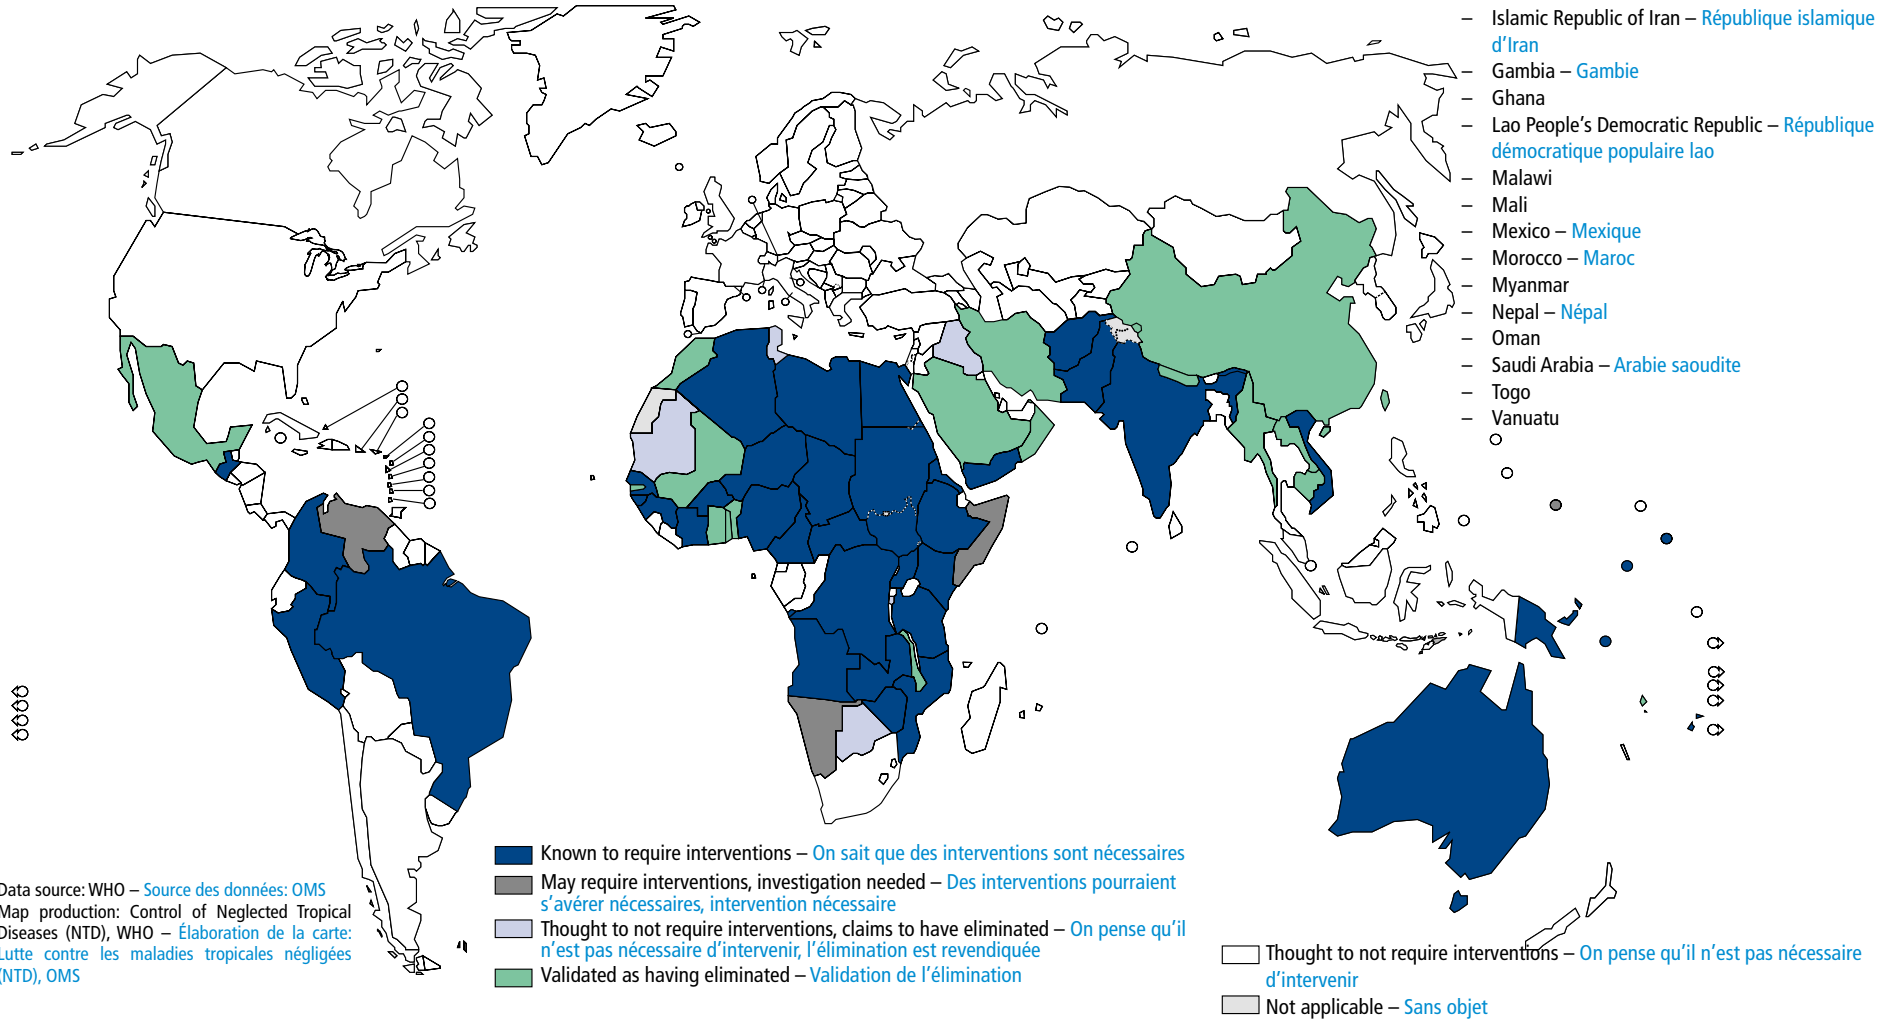 – Islamic Republic of Iran – République islamique
d’Iran
– Gambia – Gambie
– Ghana
– Lao People’s Democratic Republic – République
démocratique populaire lao
– Malawi
– Mali
– Mexico – Mexique
– Morocco – Maroc
– Myanmar
– Nepal – Népal
– Oman
– Saudi Arabia – Arabie saoudite
– Togo
– Vanuatu
Data source: WHO – Source des données: OMS
Map production: Control of Neglected Tropical
Diseases (NTD), WHO – Élaboration de la carte:
Lutte contre les maladies tropicales négligées
(NTD), OMS
Known to require interventions – On sait que des interventions sont nécessaires
May require interventions, investigation needed – Des interventions pourraient
s’avérer nécessaires, intervention nécessaire
Thought to not require interventions, claims to have eliminated – On pense qu’il
n’est pas nécessaire d’intervenir, l’élimination est revendiquée
Validated as having eliminated – Validation de l’élimination
Thought to not require interventions – On pense qu’il n’est pas nécessaire
d’intervenir
Not applicable – Sans objet